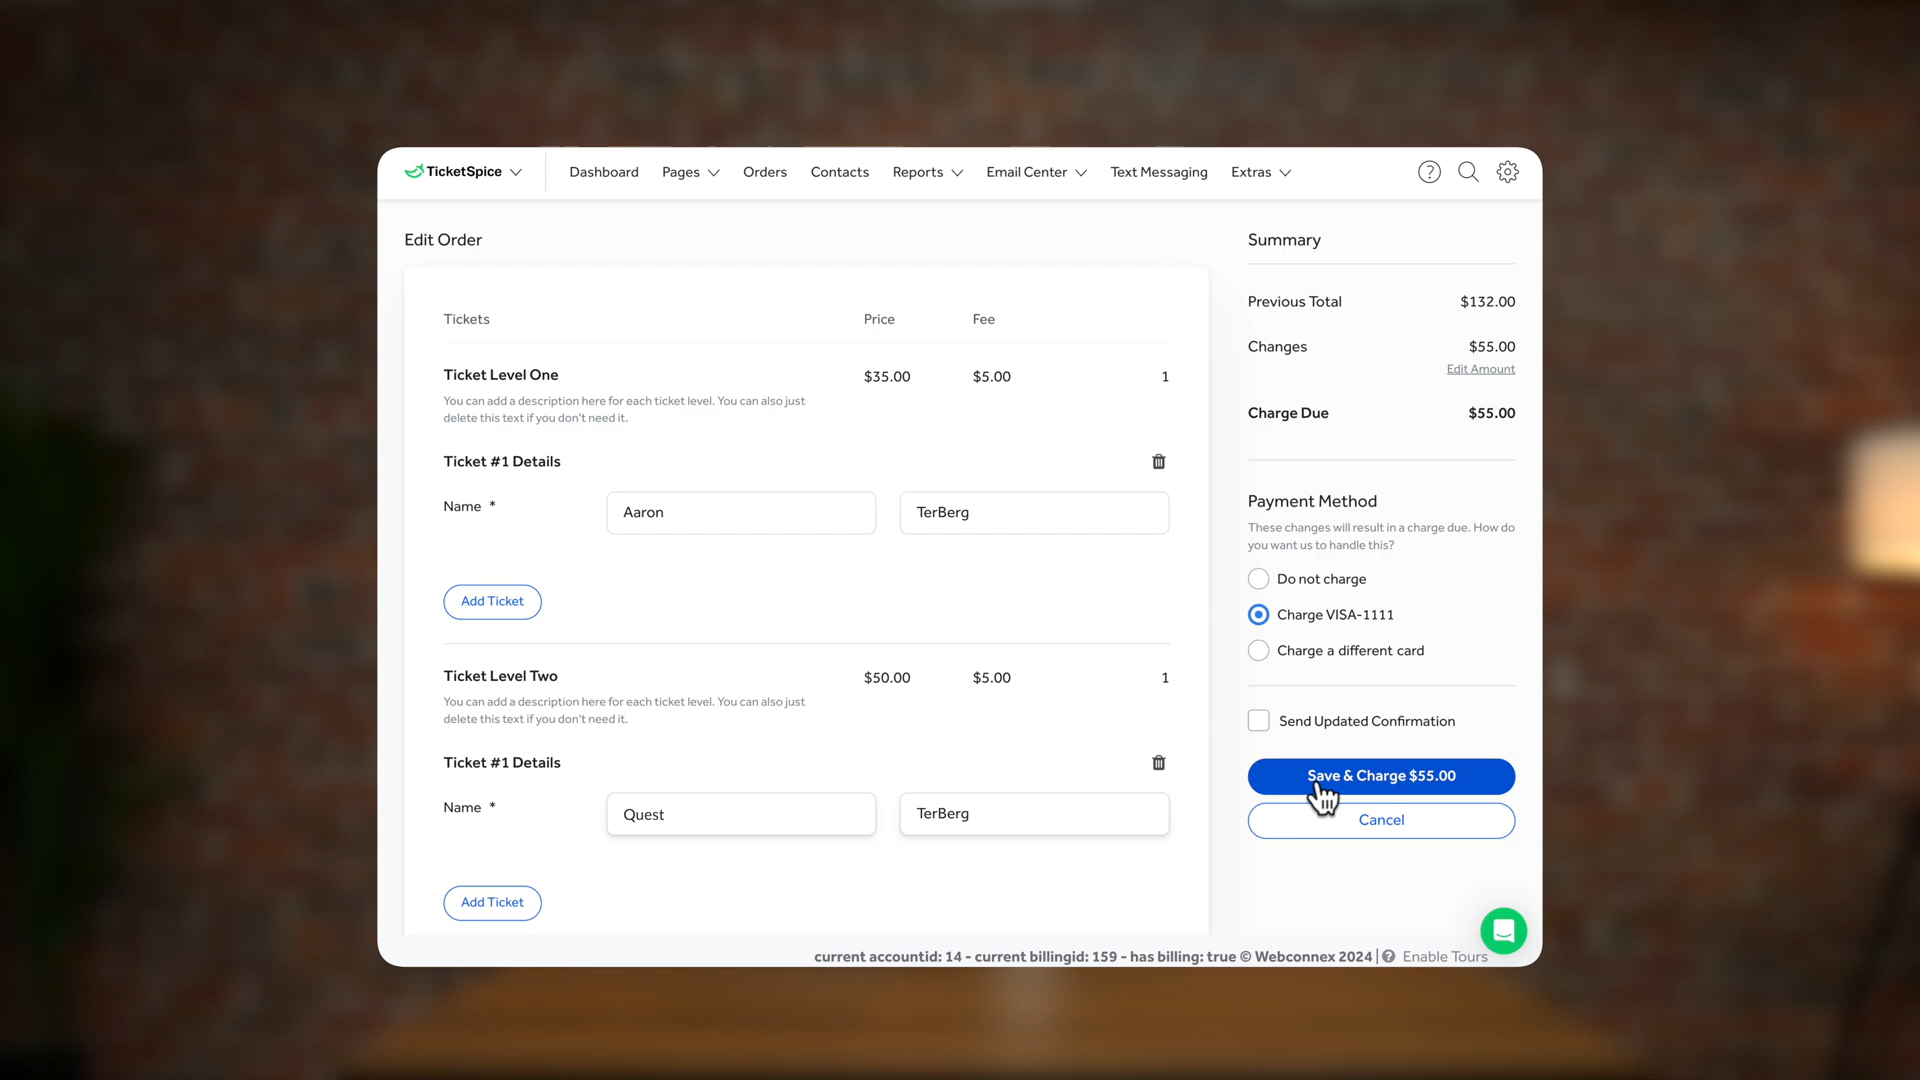 TicketSpice
Dashboard Pages Orders Contacts Reports Email Center Text Messaging Extras
Edit Order
Tickets Price Fee
Ticket Level One $35.00 $5.00 1
You can add a description here for each ticket level. You can also just
delete this text if you don't need it.
Ticket #1 Details
Name * Aaron TerBerg
Add Ticket
Ticket Level Two $50.00 $5.00 1
You can add a description here for each ticket level. You can also just
delete this text if you don't need it.
Ticket #1 Details
Name * Quest TerBerg
Add Ticket
Summary
Previous Total $132.00
Changes $55.00
Edit Amount
Charge Due $55.00
Payment Method
These changes will result in a charge due. How do
you want us to handle this?
Do not charge
Charge VISA-1111
Charge a different card
Send Updated Confirmation
Save & Charge $55.00
Cancel
current accountid: 14 - current billingid: 159 - has billing: true © Webconnex 2024 | ? Enable Tours